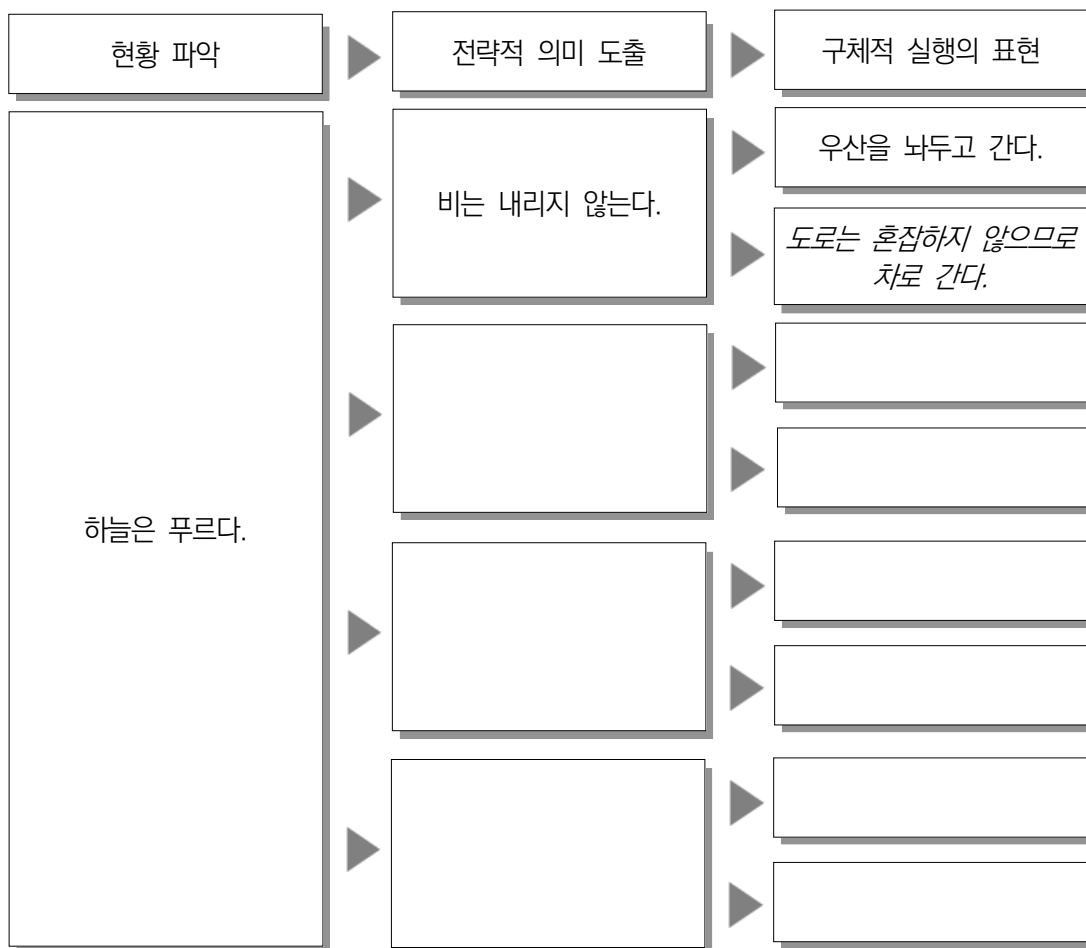 현황 파악
전략적 의미 도출
구체적 실행의 표현
하늘은 푸르다.
비는 내리지 않는다.
우산을 놔두고 간다.
도로는 혼잡하지 않으므로
차로 간다.